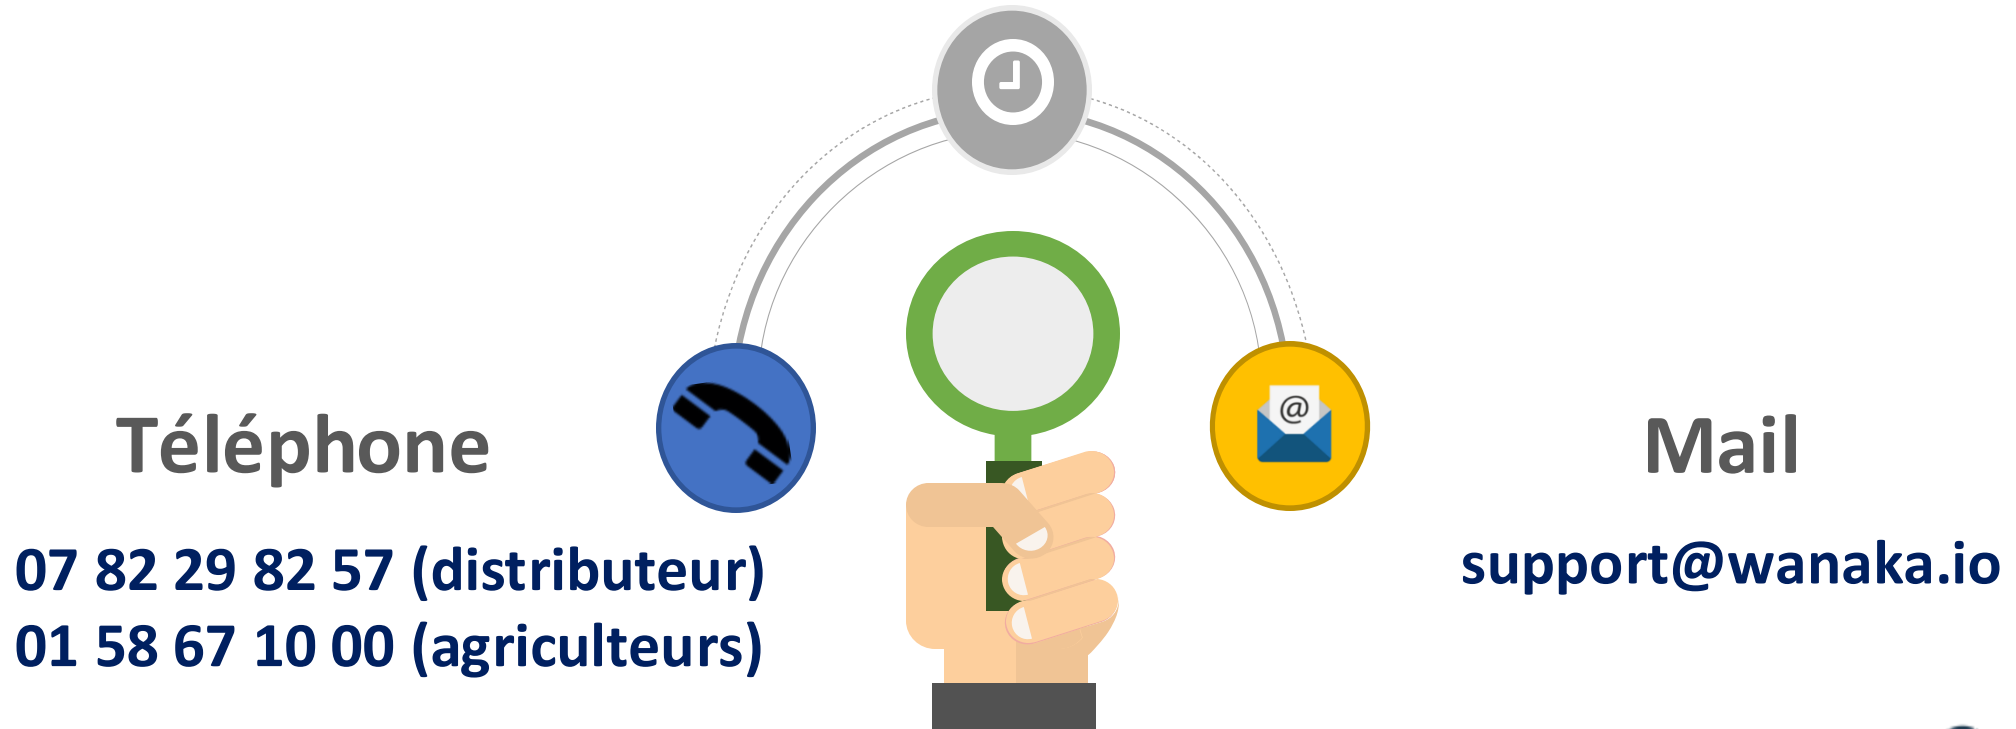 Téléphone
07 82 29 82 57 (distributeur)
01 58 67 10 00 (agriculteurs)
@
Mail
support@wanaka.io